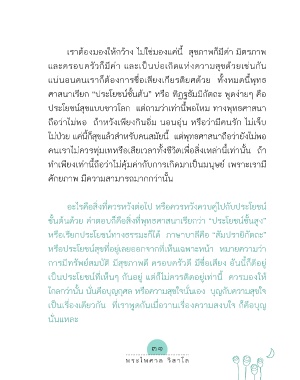 เราต้องมองให้กว้าง ไม่ใช่มองแค่นี้ สุขภาพก็มีค่า มิตรภาพ
และครอบครัวก็มีค่า และเป็นบ่อเกิดแห่งความสุขด้วยเช่นกัน
แน่นอนคนเราก็ต้องการชื่อเสียงเกียรติยศด้วย ทั้งหมดนี้พุทธ
ศาสนาเรียก “ประโยชน์ชั้นต้น” หรือ ทิฏฐธัมมิกัตถะ พูดง่ายๆ คือ
ประโยชน์สุขแบบชาวโลก แต่ถามว่าเท่านี้พอไหม ทางพุทธศาสนา
ถือว่าไม่พอ ถ้าหวังเพียงกินอิ่ม นอนอุ่น หรือว่ามีคนรัก ไม่เจ็บ
ไม่ป่วย แค่นี้ก็สุขแล้วสำหรับคนสมัยนี้ แต่พุทธศาสนาถือว่ายังไม่พอ
คนเราไม่ควรทุ่มเทหรือเสียเวลาทั้งชีวิตเพื่อสิ่งเหล่านี้เท่านั้น ถ้า
ทำเพียงเท่านี้ถือว่าไม่คุ้มค่ากับการเกิดมาเป็นมนุษย์ เพราะเรามี
ศักยภาพ มีความสามารถมากกว่านั้น
อะไรคือสิ่งที่ควรหวังต่อไป หรือควรหวังควบคู่ไปกับประโยชน์
ชั้นต้นด้วย คำตอบก็คือสิ่งที่พุทธศาสนาเรียกว่า “ประโยชน์ชั้นสูง”
หรือเรียกประโยชน์ทางธรรมะก็ได้ ภาษาบาลีคือ “สัมปรายิกัตถะ”
หรือประโยชน์สุขที่อยู่เลยออกจากที่เห็นเฉพาะหน้า หมายความว่า
การมีทรัพย์สมบัติ มีสุขภาพดี ครอบครัวดี มีชื่อเสียง อันนี้ก็ดีอยู่
เป็นประโยชน์ที่เห็นๆ กันอยู่ แต่ก็ไม่ควรติดอยู่เท่านี้ ควรมองให้
ไกลกว่านั้น นั่นคือบุญกุศล หรือความสุขใจนั่นเอง บุญกับความสุขใจ
เป็นเรื่องเดียวกัน ที่เราพูดกันเมื่อวานเรื่องความสงบใจ ก็คือบุญ
นั่นแหละ
พระไพศาล วิสาโล